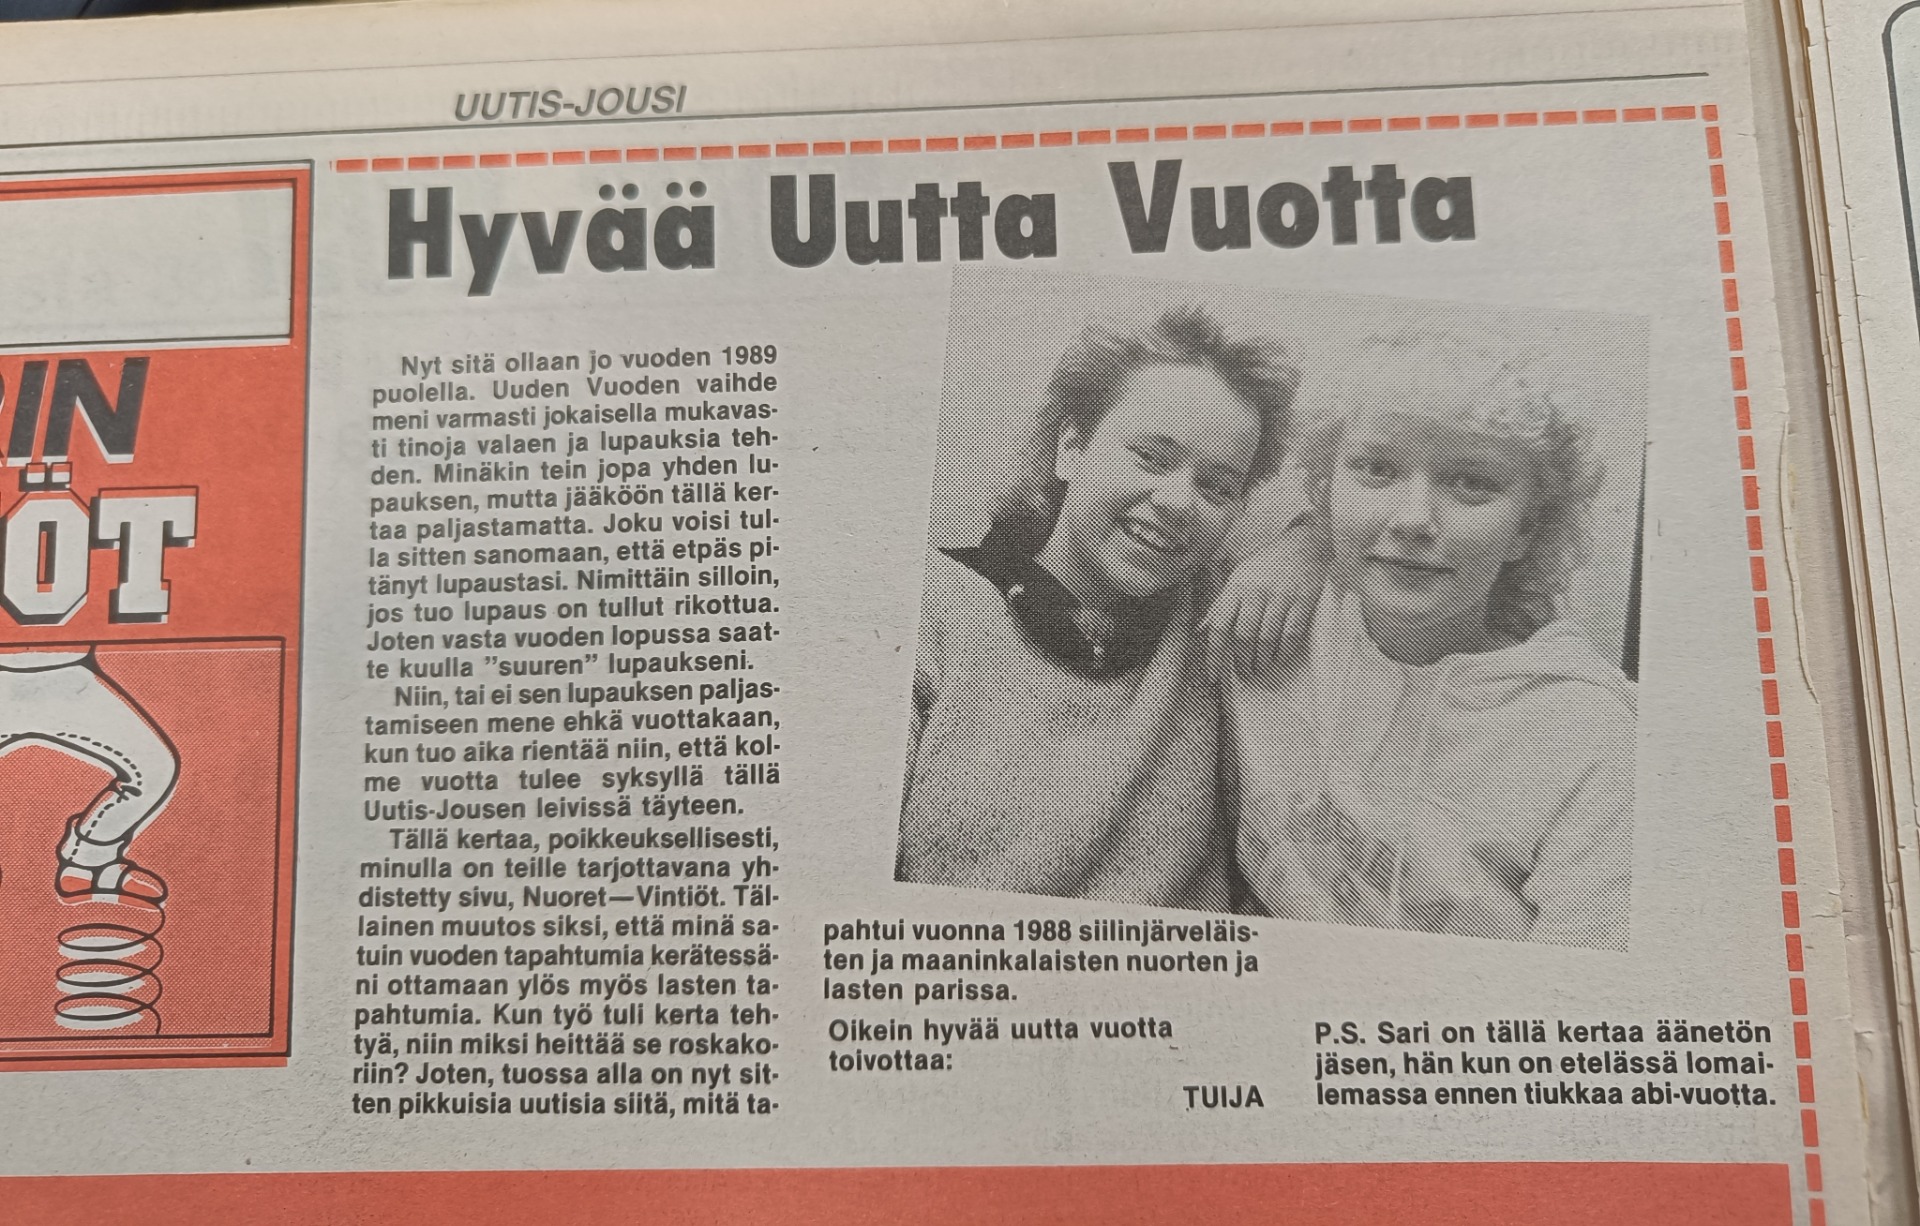 UUTIS-JOUSI
Hyvää Uutta Vuotta
Nyt sitä ollaan jo vuoden 1989
puolella. Uuden Vuoden vaihde
meni varmasti jokaisella mukavas-
ti tinoja valaen ja lupauksia teh-
den. Minäkin tein jopa yhden lu-
pauksen, mutta jääköön tällä ker-
taa paljastamatta. Joku voisi tul-
la sitten sanomaan, että etpäs pi-
tänyt lupaustasi. Nimittäin silloin,
jos tuo lupaus on tullut rikottua.
Joten vasta vuoden lopussa saat-
te kuulla ”suuren” lupaukseni.
Niin, tai ei sen lupauksen paljas-
tamiseen mene ehkä vuottakaan,
kun tuo aika rientää niin, että kol-
me vuotta tulee syksyllä tällä
Uutis-Jousen leivissä täyteen.
Tällä kertaa, poikkeuksellisesti,
minulla on teille tarjottavana yh-
distetty sivu, Nuoret—Vintiöt. Täl-
lainen muutos siksi, että minä sa-
tuin vuoden tapahtumia kerätessä-
ni ottamaan ylös myös lasten ta-
pahtumia. Kun työ tuli kerta teh-
tyä, niin miksi heittää se roskako-
riin? Joten, tuossa alla on nyt sit-
ten pikkuisia uutisia siitä, mitä ta-
pahtui vuonna 1988 siilinjärveläis-
ten ja maaninkalaisten nuorten ja
lasten parissa.
Oikein hyvää uutta vuotta
toivottaa:
TUIJA
P.S. Sari on tällä kertaa äänetön
jäsen, hän kun on etelässä lomai-
lemassa ennen tiukkaa abi-vuotta.
IN
ÖT